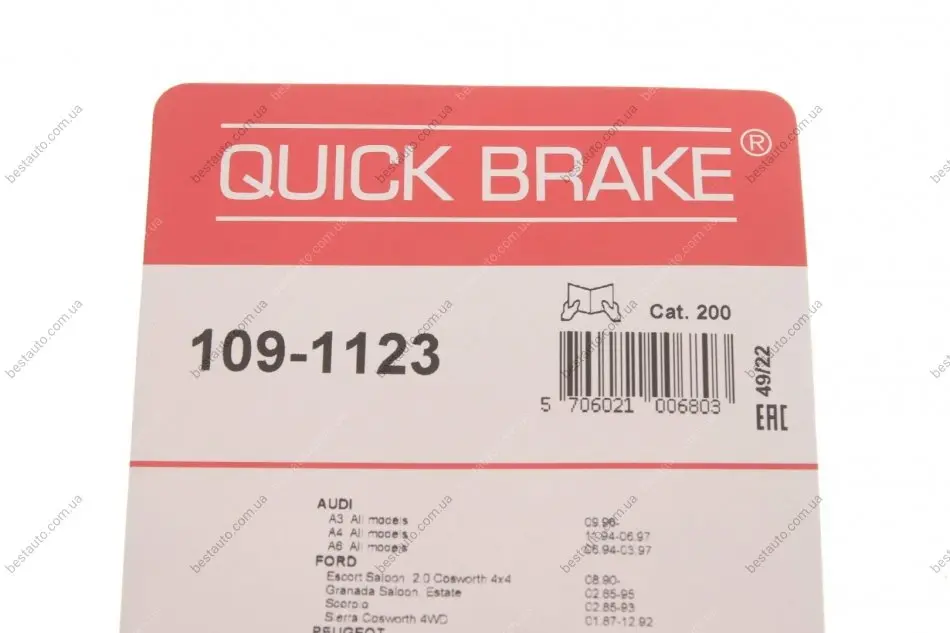 QUICK BRAKE®
109-1123
Cat. 200
5 706021 006803
49/22
EAC
AUDI
A3 All models 09.96-
A4 All models 11.94-06.97
A6 All models 06.94-03.97
FORD
Escort Saloon 2.0 Cosworth 4x4 08.90-
Granada Saloon. Estate 02.85-95
Scorpio 02.85-93
Sierra Cosworth 4WD 01.87-12.92
PEUGEOT
bestauto.com.ua